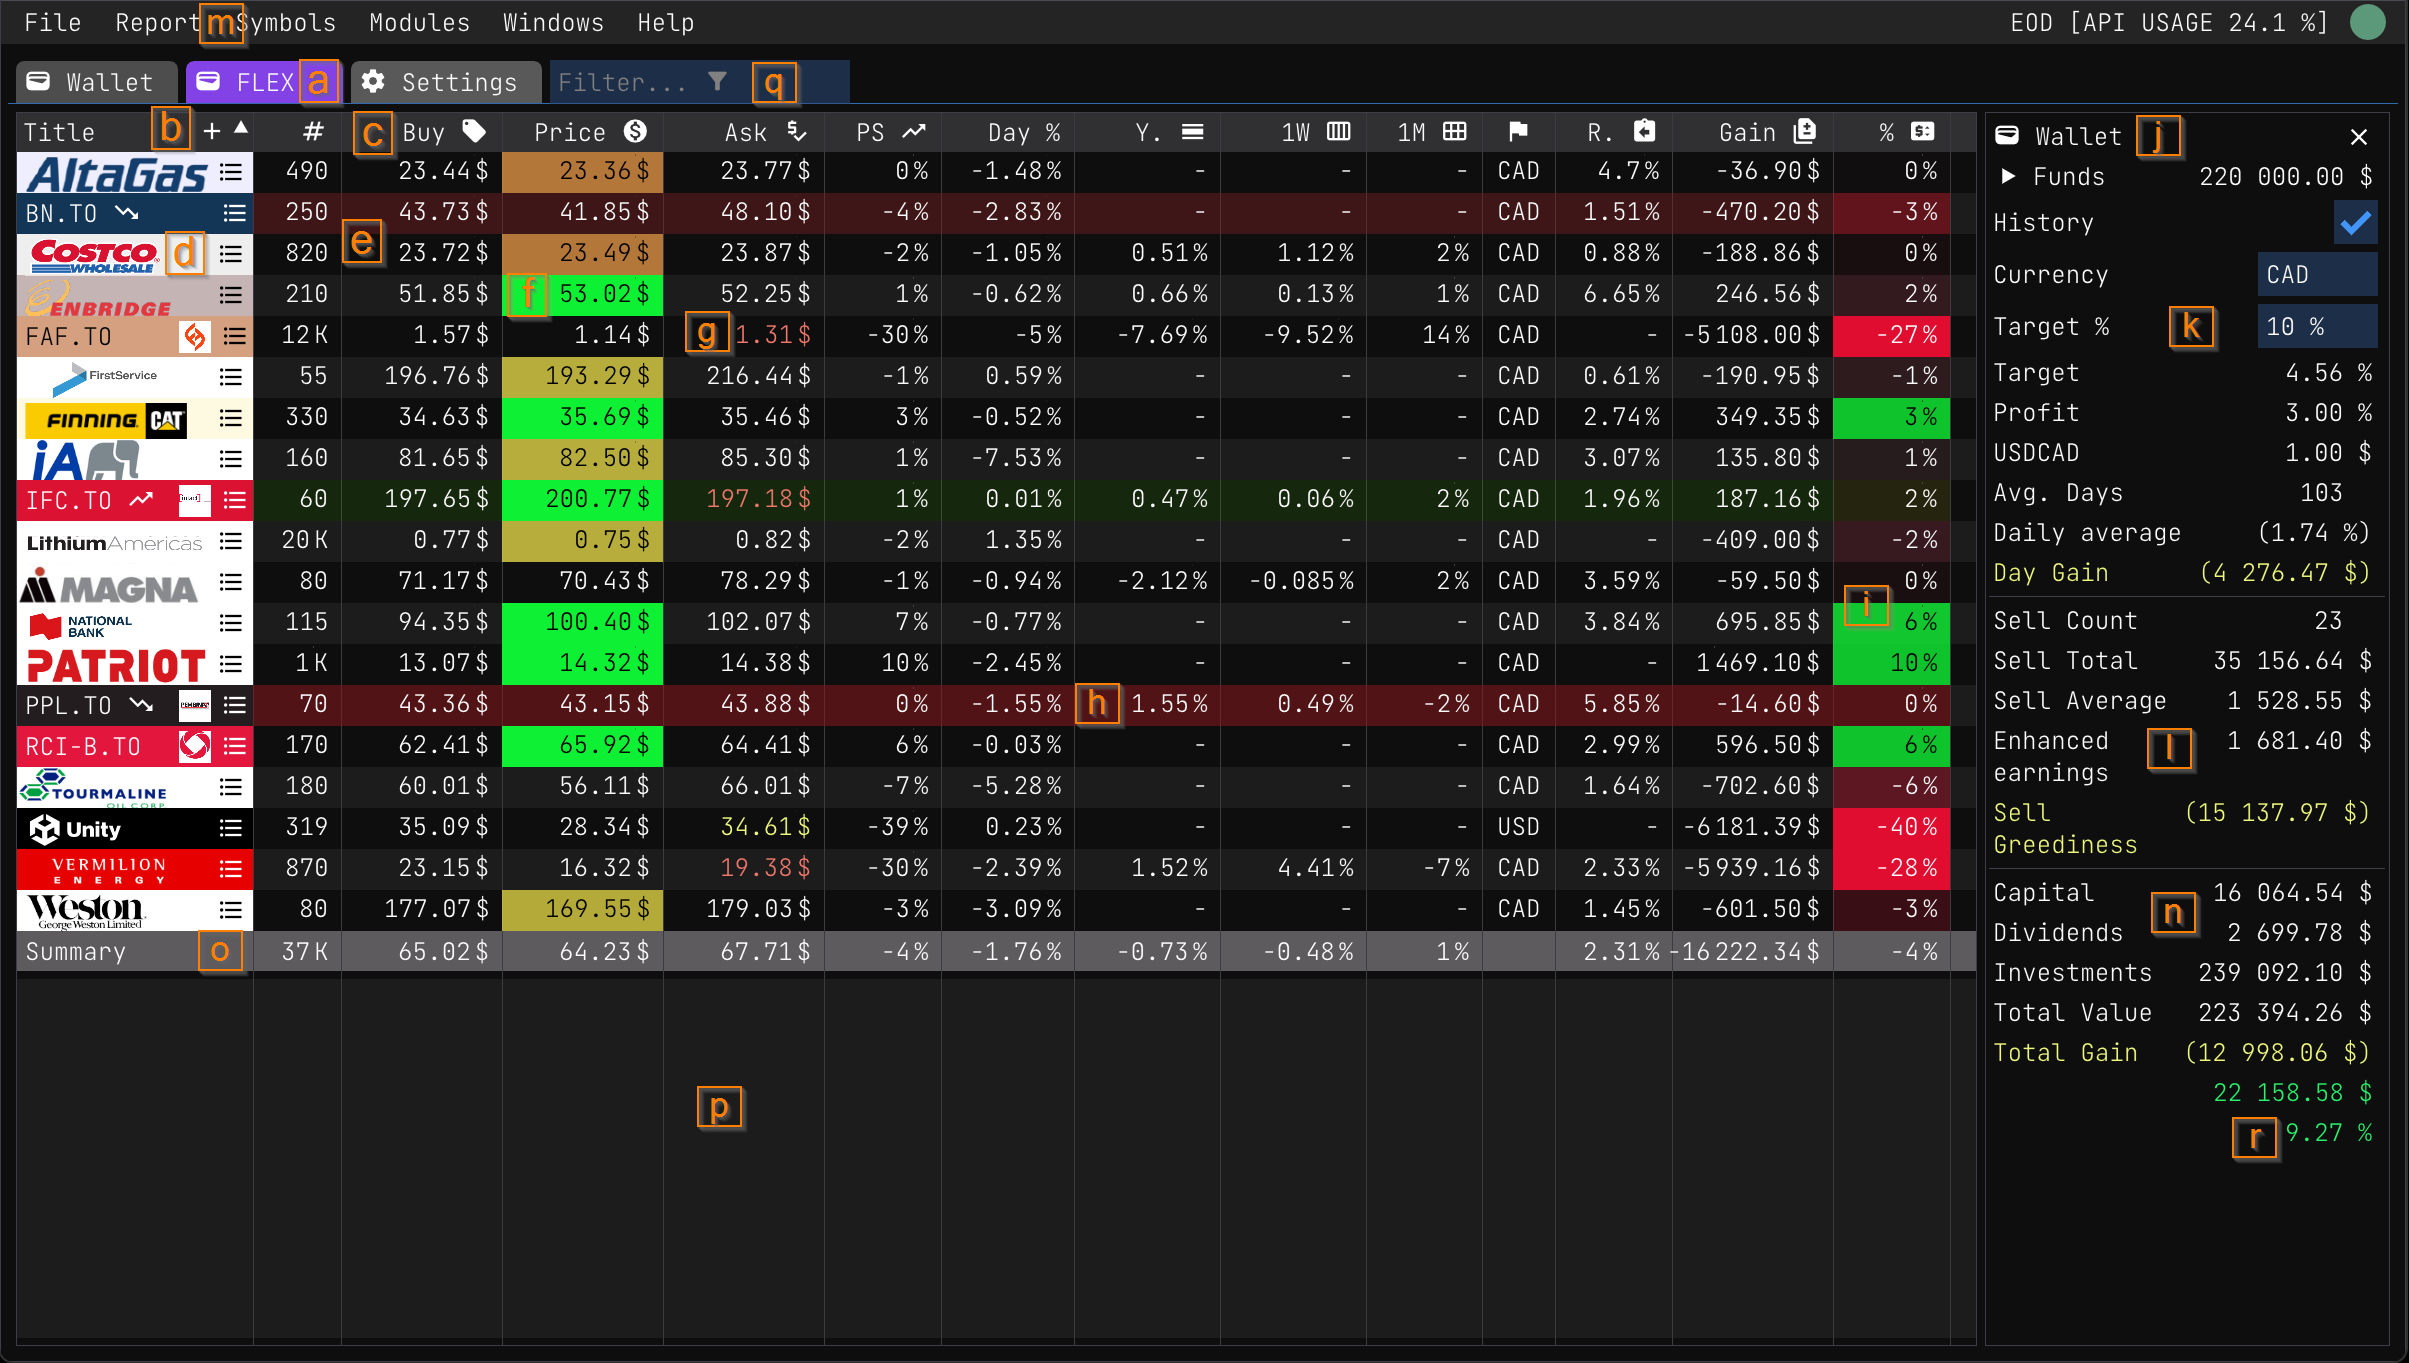 File Report m Symbols Modules Windows Help EOD [API USAGE 24.1 %]
Wallet FLEX a Settings Filter... q
Title b + # c Buy Price Ask PS Day % Y. 1W 1M R. Gain %
AltaGas 490 23.44 $ 23.36 $ 23.77 $ 0% -1.48% - - - CAD 4.7% -36.90 $ 0%
BN.TO 250 43.73 $ 41.85 $ 48.10 $ -4% -2.83% - - - CAD 1.51% -470.20 $ -3%
COSTCO WHOLESALE d 820 e 23.72 $ 23.49 $ 23.87 $ -2% -1.05% 0.51% 1.12% 2% CAD 0.88% -188.86 $ 0%
ENBRIDGE 210 51.85 $ f 53.02 $ 52.25 $ 1% -0.62% 0.66% 0.13% 1% CAD 6.65% 246.56 $ 2%
FAF.TO 12 K 1.57 $ 1.14 $ g 1.31 $ -30% -5% -7.69% -9.52% 14% CAD - -5 108.00 $ -27%
FirstService 55 196.76 $ 193.29 $ 216.44 $ -1% 0.59% - - - CAD 0.61% -190.95 $ -1%
FINNING CAT 330 34.63 $ 35.69 $ 35.46 $ 3% -0.52% - - - CAD 2.74% 349.35 $ 3%
iA 160 81.65 $ 82.50 $ 85.30 $ 1% -7.53% - - - CAD 3.07% 135.80 $ 1%
IFC.TO 60 197.65 $ 200.77 $ 197.18 $ 1% 0.01% 0.47% 0.06% 2% CAD 1.96% 187.16 $ 2%
LithiumAmericas 20 K 0.77 $ 0.75 $ 0.82 $ -2% 1.35% - - - CAD - -409.00 $ -2%
MAGNA 80 71.17 $ 70.43 $ 78.29 $ -1% -0.94% -2.12% -0.085% 2% CAD 3.59% -59.50 $ 0%
NATIONAL BANK 115 94.35 $ 100.40 $ 102.07 $ 7% -0.77% - - - CAD 3.84% 695.85 $ i 6%
PATRIOT 1 K 13.07 $ 14.32 $ 14.38 $ 10% -2.45% - - - CAD - 1 469.10 $ 10%
PPL.TO PEMBINA 70 43.36 $ 43.15 $ 43.88 $ 0% -1.55% h 1.55% 0.49% -2% CAD 5.85% -14.60 $ 0%
RCI-B.TO 170 62.41 $ 65.92 $ 64.41 $ 6% -0.03% - - - CAD 2.99% 596.50 $ 6%
TOURMALINE OIL CORP 180 60.01 $ 56.11 $ 66.01 $ -7% -5.28% - - - CAD 1.64% -702.60 $ -6%
Unity 319 35.09 $ 28.34 $ 34.61 $ -39% 0.23% - - - USD - -6 181.39 $ -40%
VERMILION ENERGY 870 23.15 $ 16.32 $ 19.38 $ -30% -2.39% 1.52% 4.41% -7% CAD 2.33% -5 939.16 $ -28%
Weston George Weston Limited 80 177.07 $ 169.55 $ 179.03 $ -3% -3.09% - - - CAD 1.45% -601.50 $ -3%
Summary o 37 K 65.02 $ 64.23 $ 67.71 $ -4% -1.76% -0.73% -0.48% 1% 2.31% -16 222.34 $ -4%
p
Wallet j
Funds 220 000.00 $
History
Currency CAD
Target % k 10 %
Target 4.56 %
Profit 3.00 %
USDCAD 1.00 $
Avg. Days 103
Daily average (1.74 %)
Day Gain (4 276.47 $)
Sell Count 23
Sell Total 35 156.64 $
Sell Average 1 528.55 $
Enhanced l 1 681.40 $
earnings
Sell (15 137.97 $)
Greediness
Capital n 16 064.54 $
Dividends 2 699.78 $
Investments 239 092.10 $
Total Value 223 394.26 $
Total Gain (12 998.06 $)
22 158.58 $
r 9.27 %